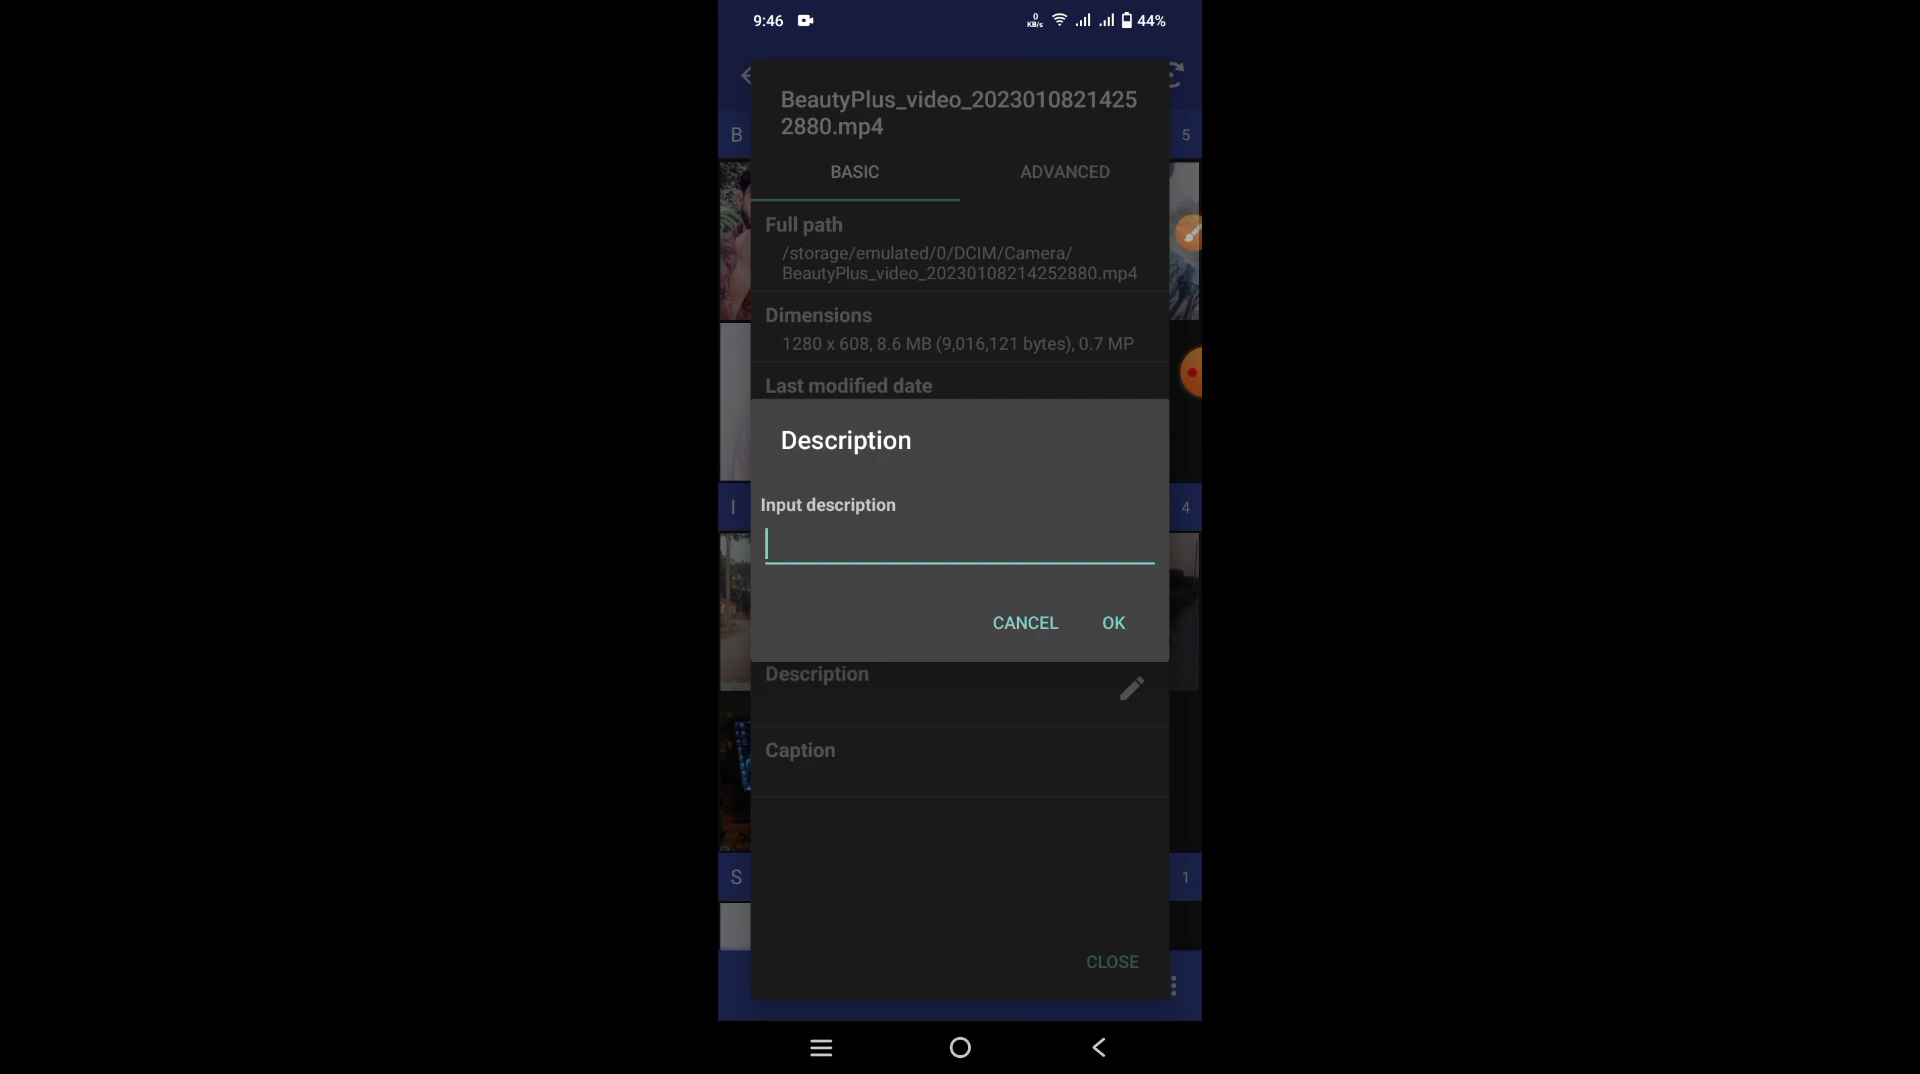 9:46
0 KB/s
44%
BeautyPlus_video_2023010821425
2880.mp4
B
5
BASIC
ADVANCED
Full path
/storage/emulated/0/DCIM/Camera/
BeautyPlus_video_20230108214252880.mp4
Dimensions
1280 x 608, 8.6 MB (9,016,121 bytes), 0.7 MP
Last modified date
Description
Input description
I
4
CANCEL
OK
Description
Caption
S
1
CLOSE